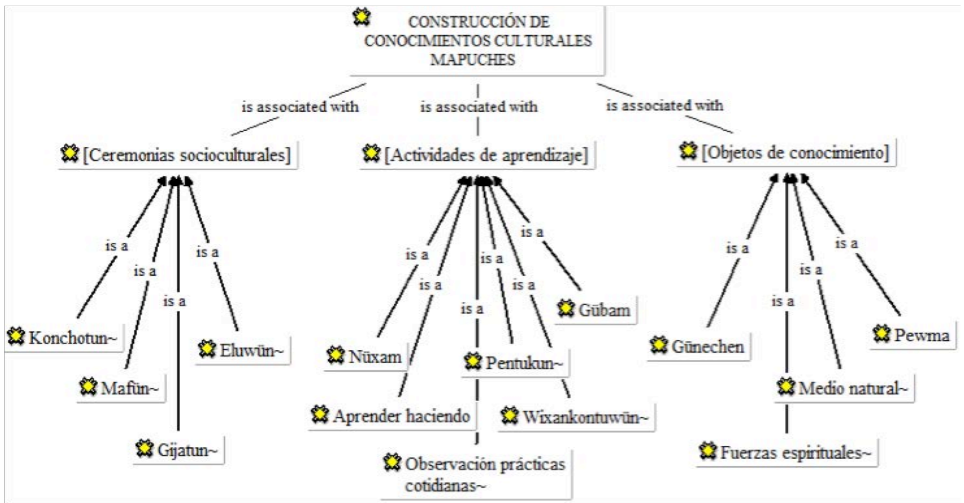 CONSTRUCCIÓN DE
CONOCIMIENTOS CULTURALES
MAPUCHES
is associated with
is associated with
is associated with
[Ceremonias socioculturales]
[Actividades de aprendizaje]
[Objetos de conocimiento]
is a
is a
is a
is a
is a
is a
is a
is a
is a
is a
is a
is a
is a
is a
Konchotun~
Mafün~
Gijatun~
Eluwün~
Nüxam
Aprender haciendo
Observación prácticas
cotidianas~
Pentukun~
Wixankontuwün~
Gübam
Günechen
Fuerzas espirituales~
Medio natural~
Pewma